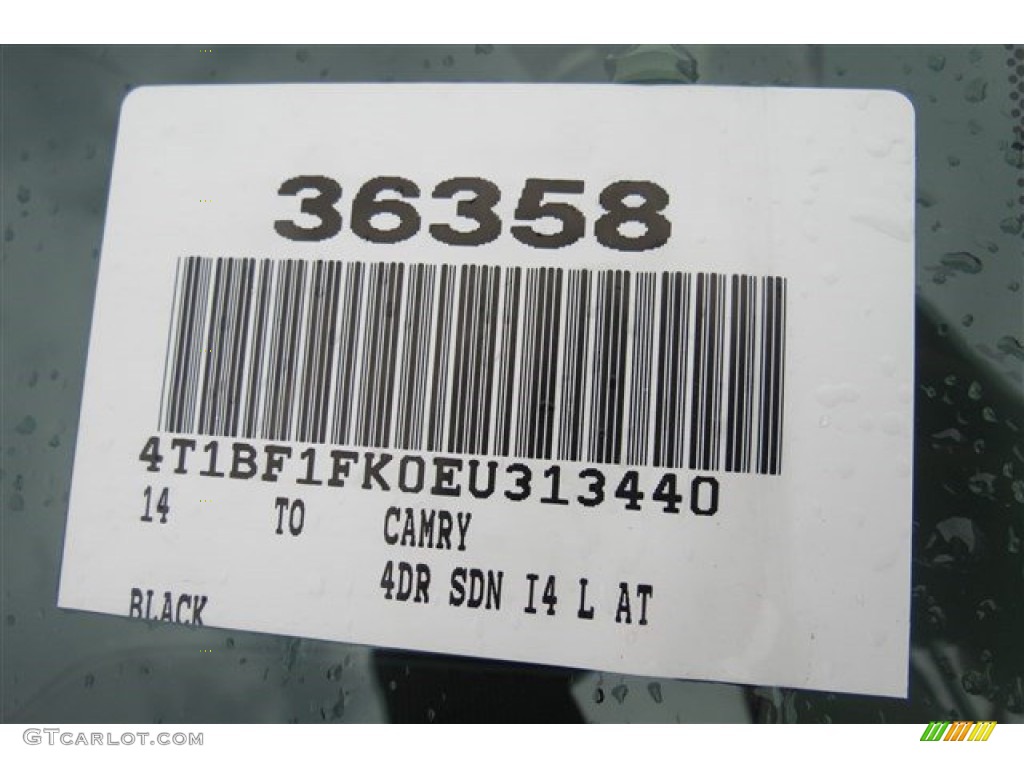 36358
4T1BF1FK0EU313440
14 TO CAMRY
4DR SDN I4 L AT
BLACK
GTCARLOT.COM